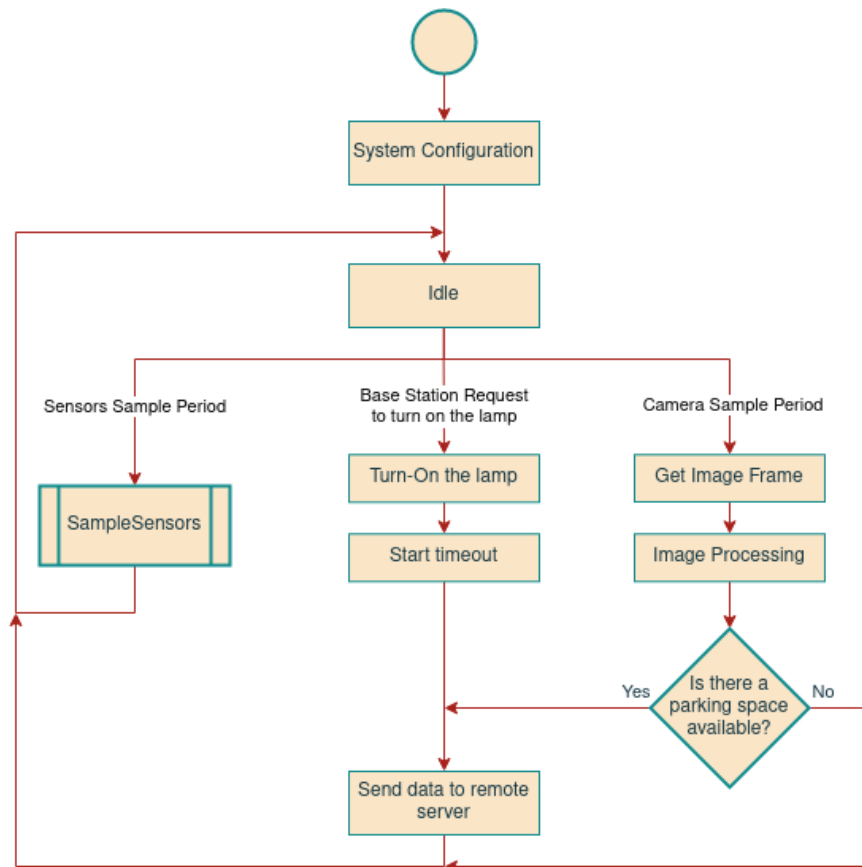 System Configuration
Idle
Sensors Sample Period
Base Station Request
to turn on the lamp
Camera Sample Period
Turn-On the lamp
Get Image Frame
SampleSensors
Start timeout
Image Processing
Yes
Is there a
parking space
available?
No
Send data to remote
server